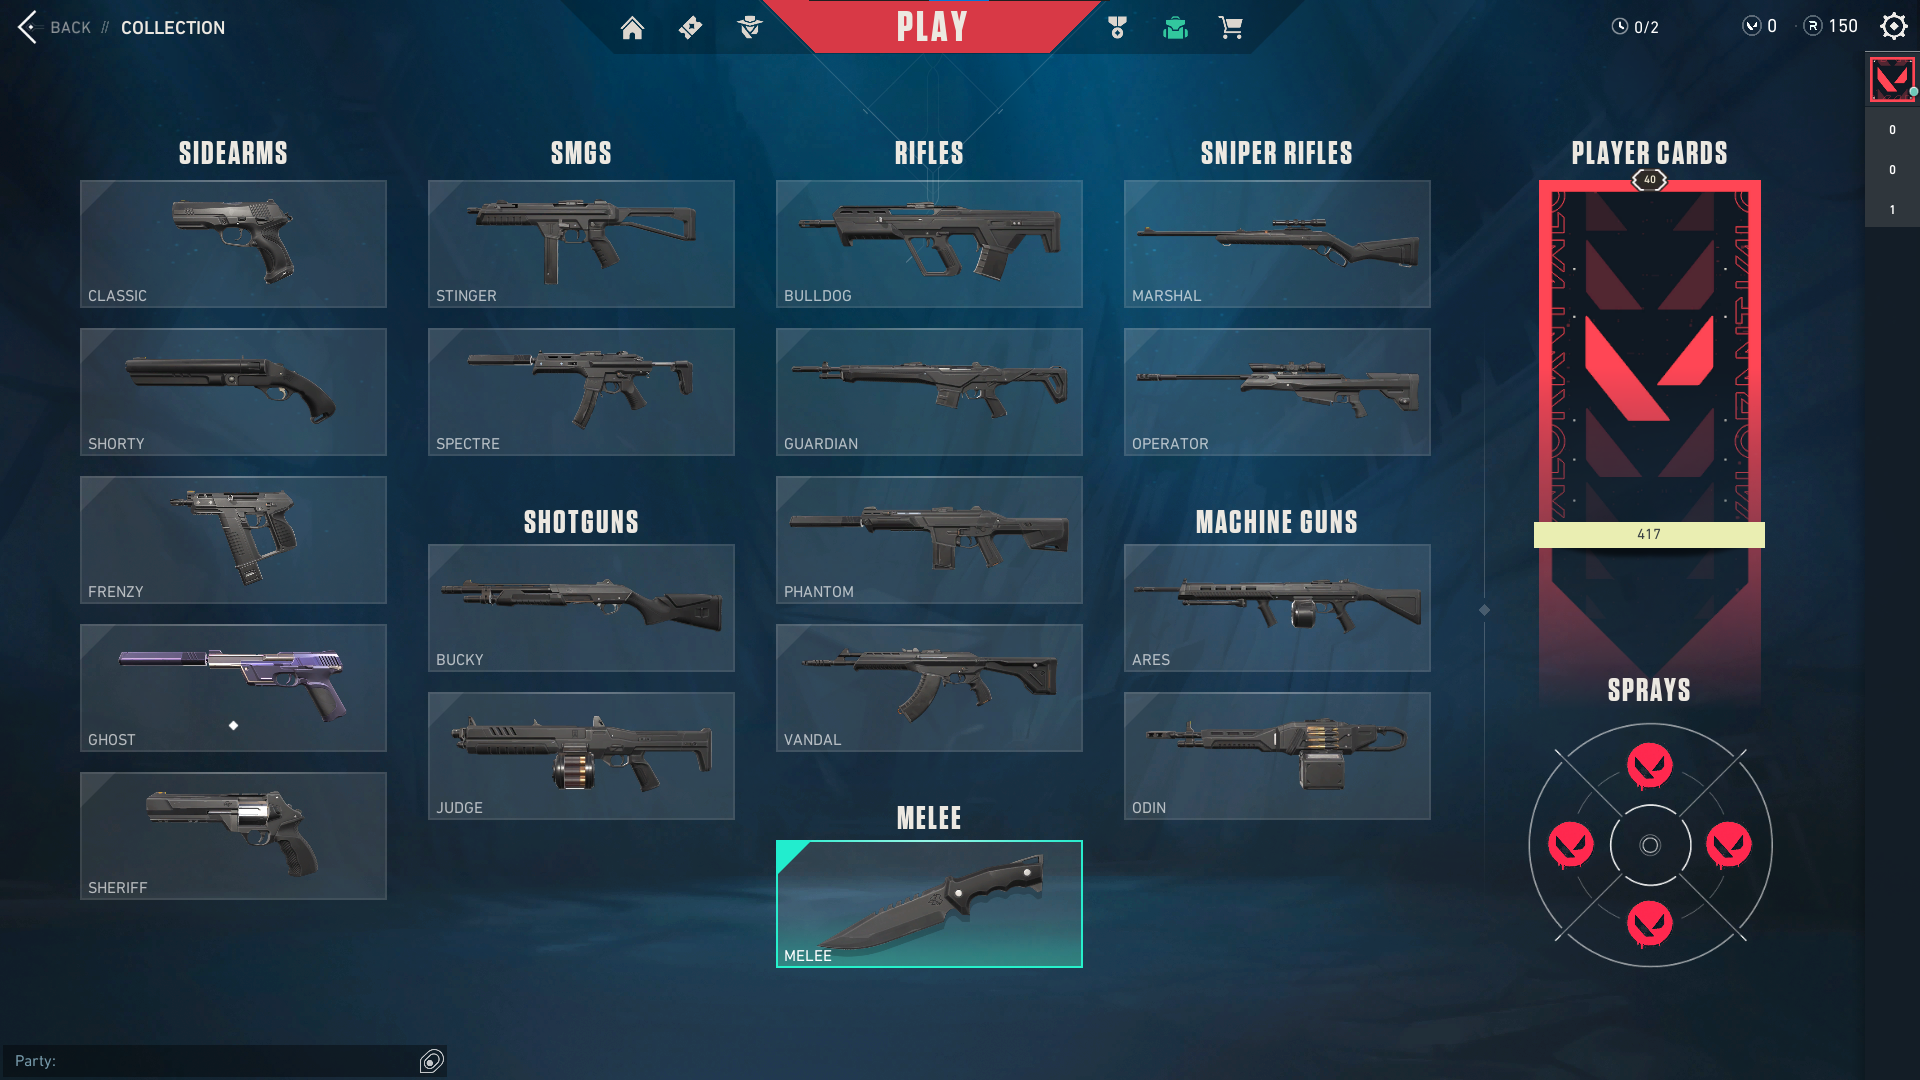 BACK // COLLECTION
PLAY
0/2
0
150
0
0
1
SIDEARMS
CLASSIC
SHORTY
FRENZY
GHOST
SHERIFF
SMGS
STINGER
SPECTRE
SHOTGUNS
BUCKY
JUDGE
RIFLES
BULLDOG
GUARDIAN
PHANTOM
VANDAL
MELEE
MELEE
SNIPER RIFLES
MARSHAL
OPERATOR
MACHINE GUNS
ARES
ODIN
PLAYER CARDS
40
417
SPRAYS
Party: